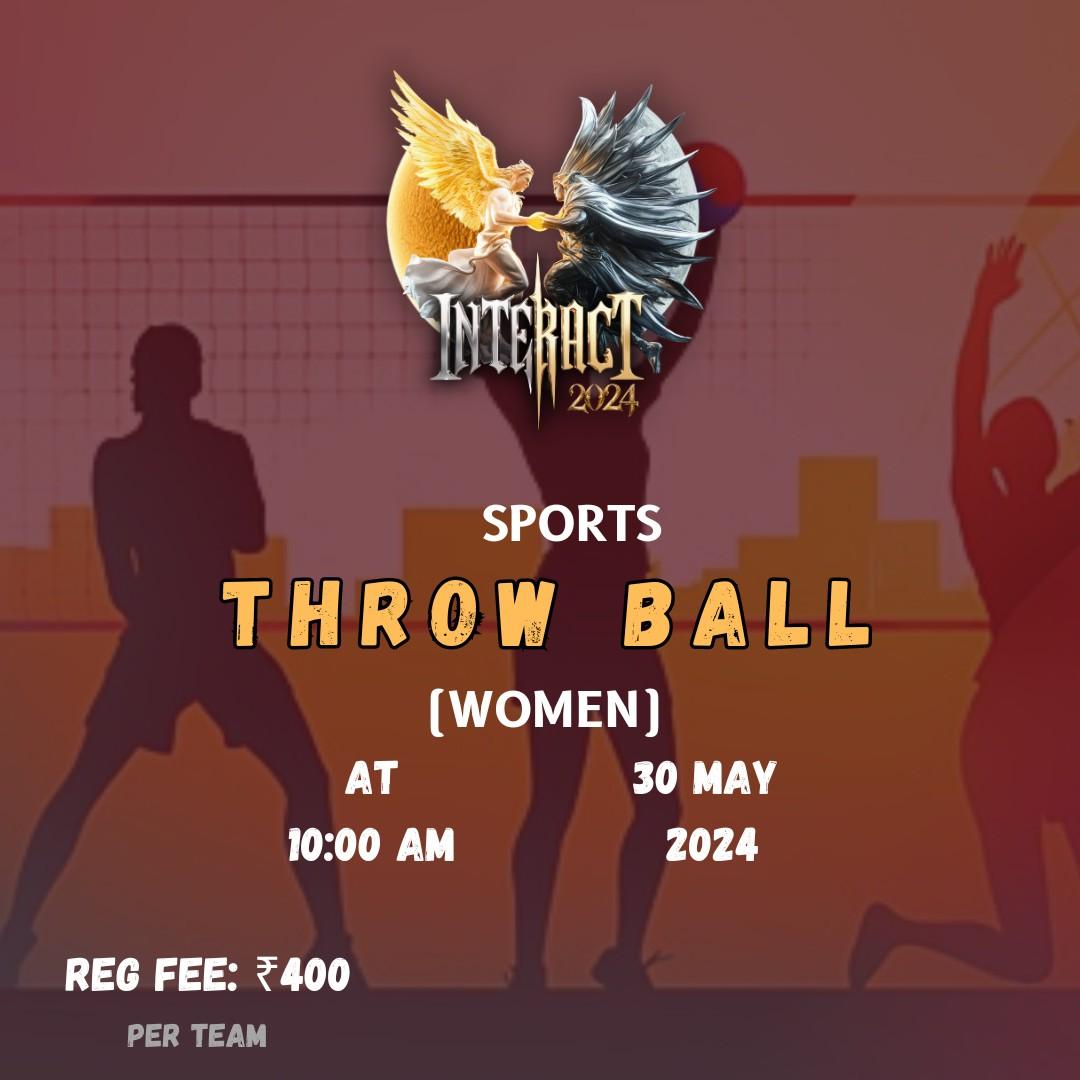 INTERACT
2024
SPORTS
THROW BALL
(WOMEN)
AT
10:00 AM
30 MAY
2024
REG FEE: ₹400
PER TEAM